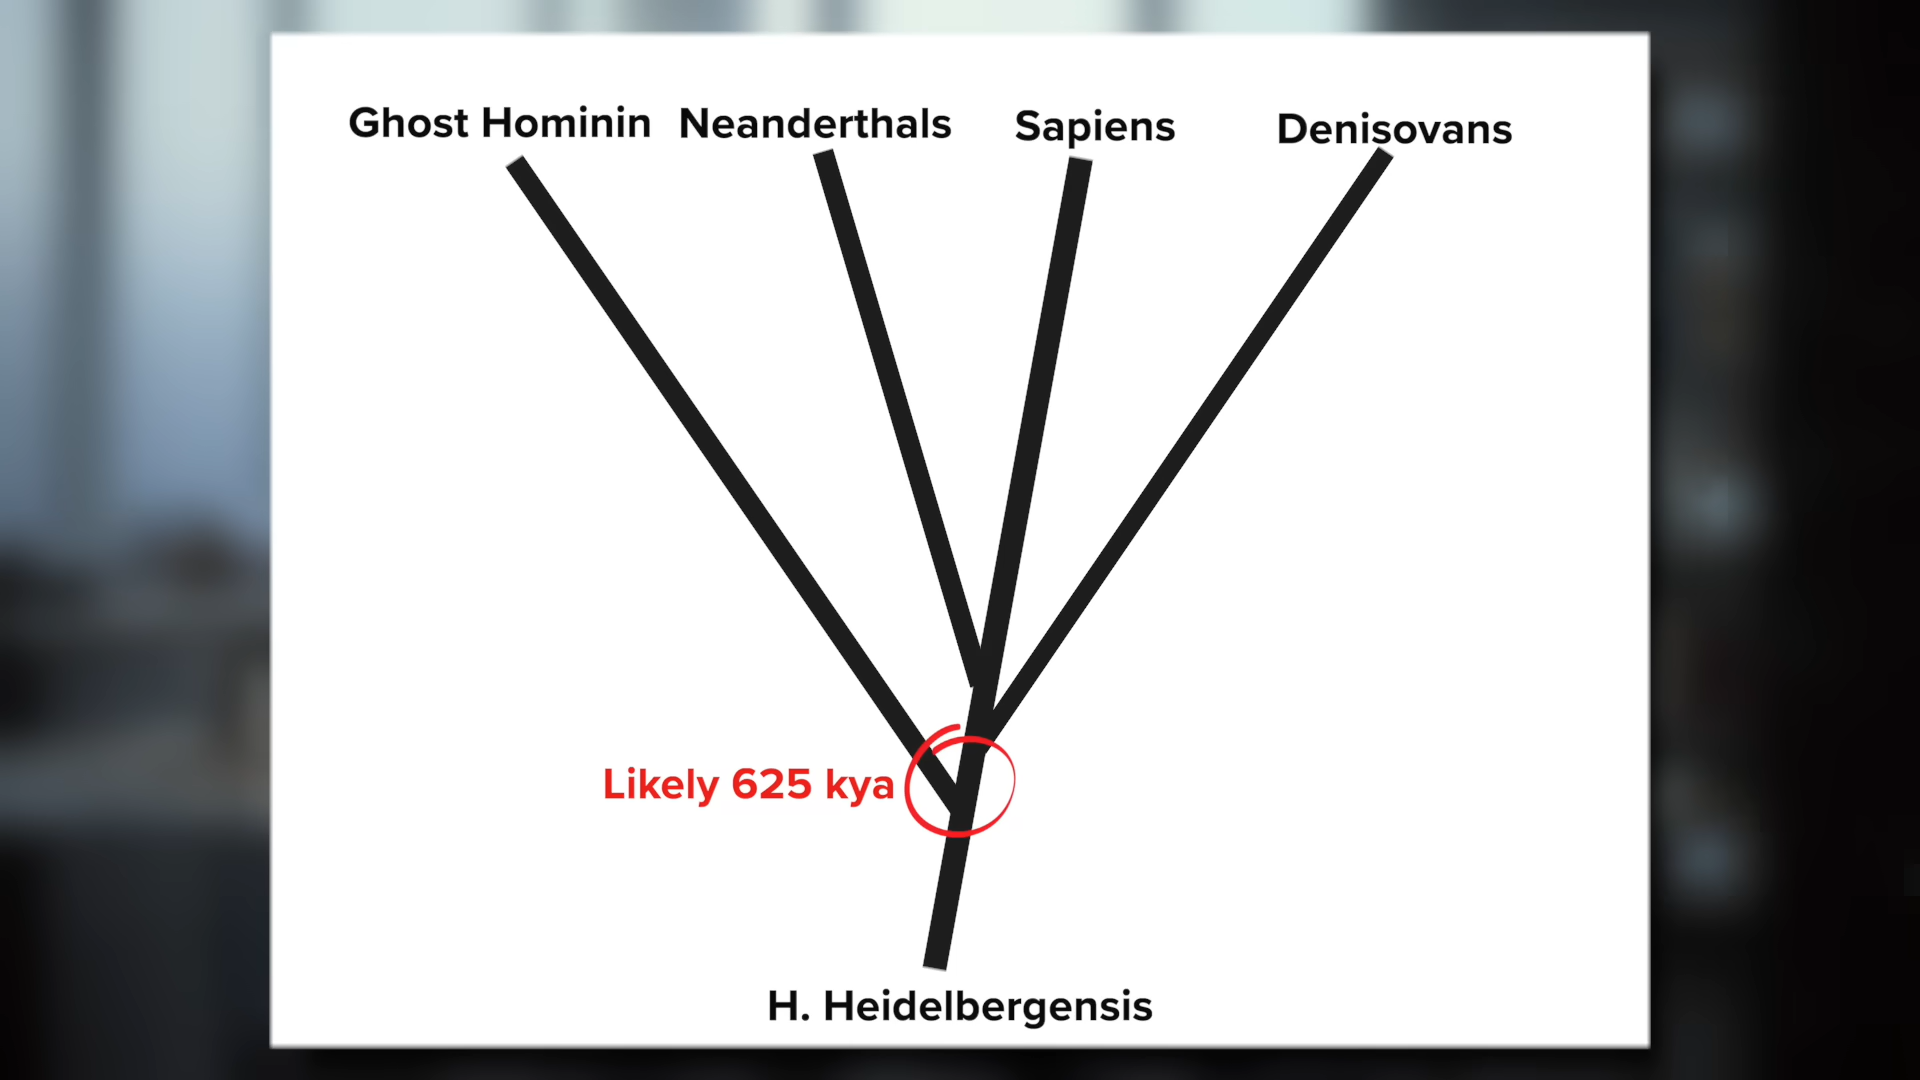 Ghost Hominin
Neanderthals
Sapiens
Denisovans
Likely 625 kya
H. Heidelbergensis